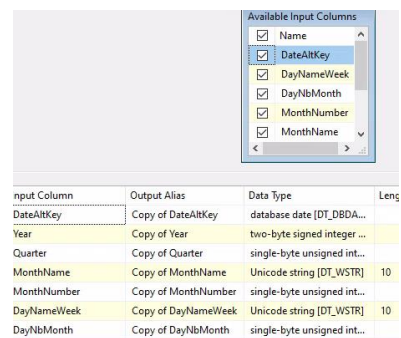 Available Input Columns
Name
DateAltKey
DayNameWeek
DayNbMonth
MonthNumber
MonthName
nput Column Output Alias Data Type Leng
DateAltKey Copy of DateAltKey database date [DT_DBDA...
Year Copy of Year two-byte signed integer ...
Quarter Copy of Quarter single-byte unsigned int...
MonthName Copy of MonthName Unicode string [DT_WSTR] 10
MonthNumber Copy of MonthNumber single-byte unsigned int...
DayNameWeek Copy of DayNameWeek Unicode string [DT_WSTR] 10
DayNbMonth Copy of DayNbMonth single-byte unsigned int...